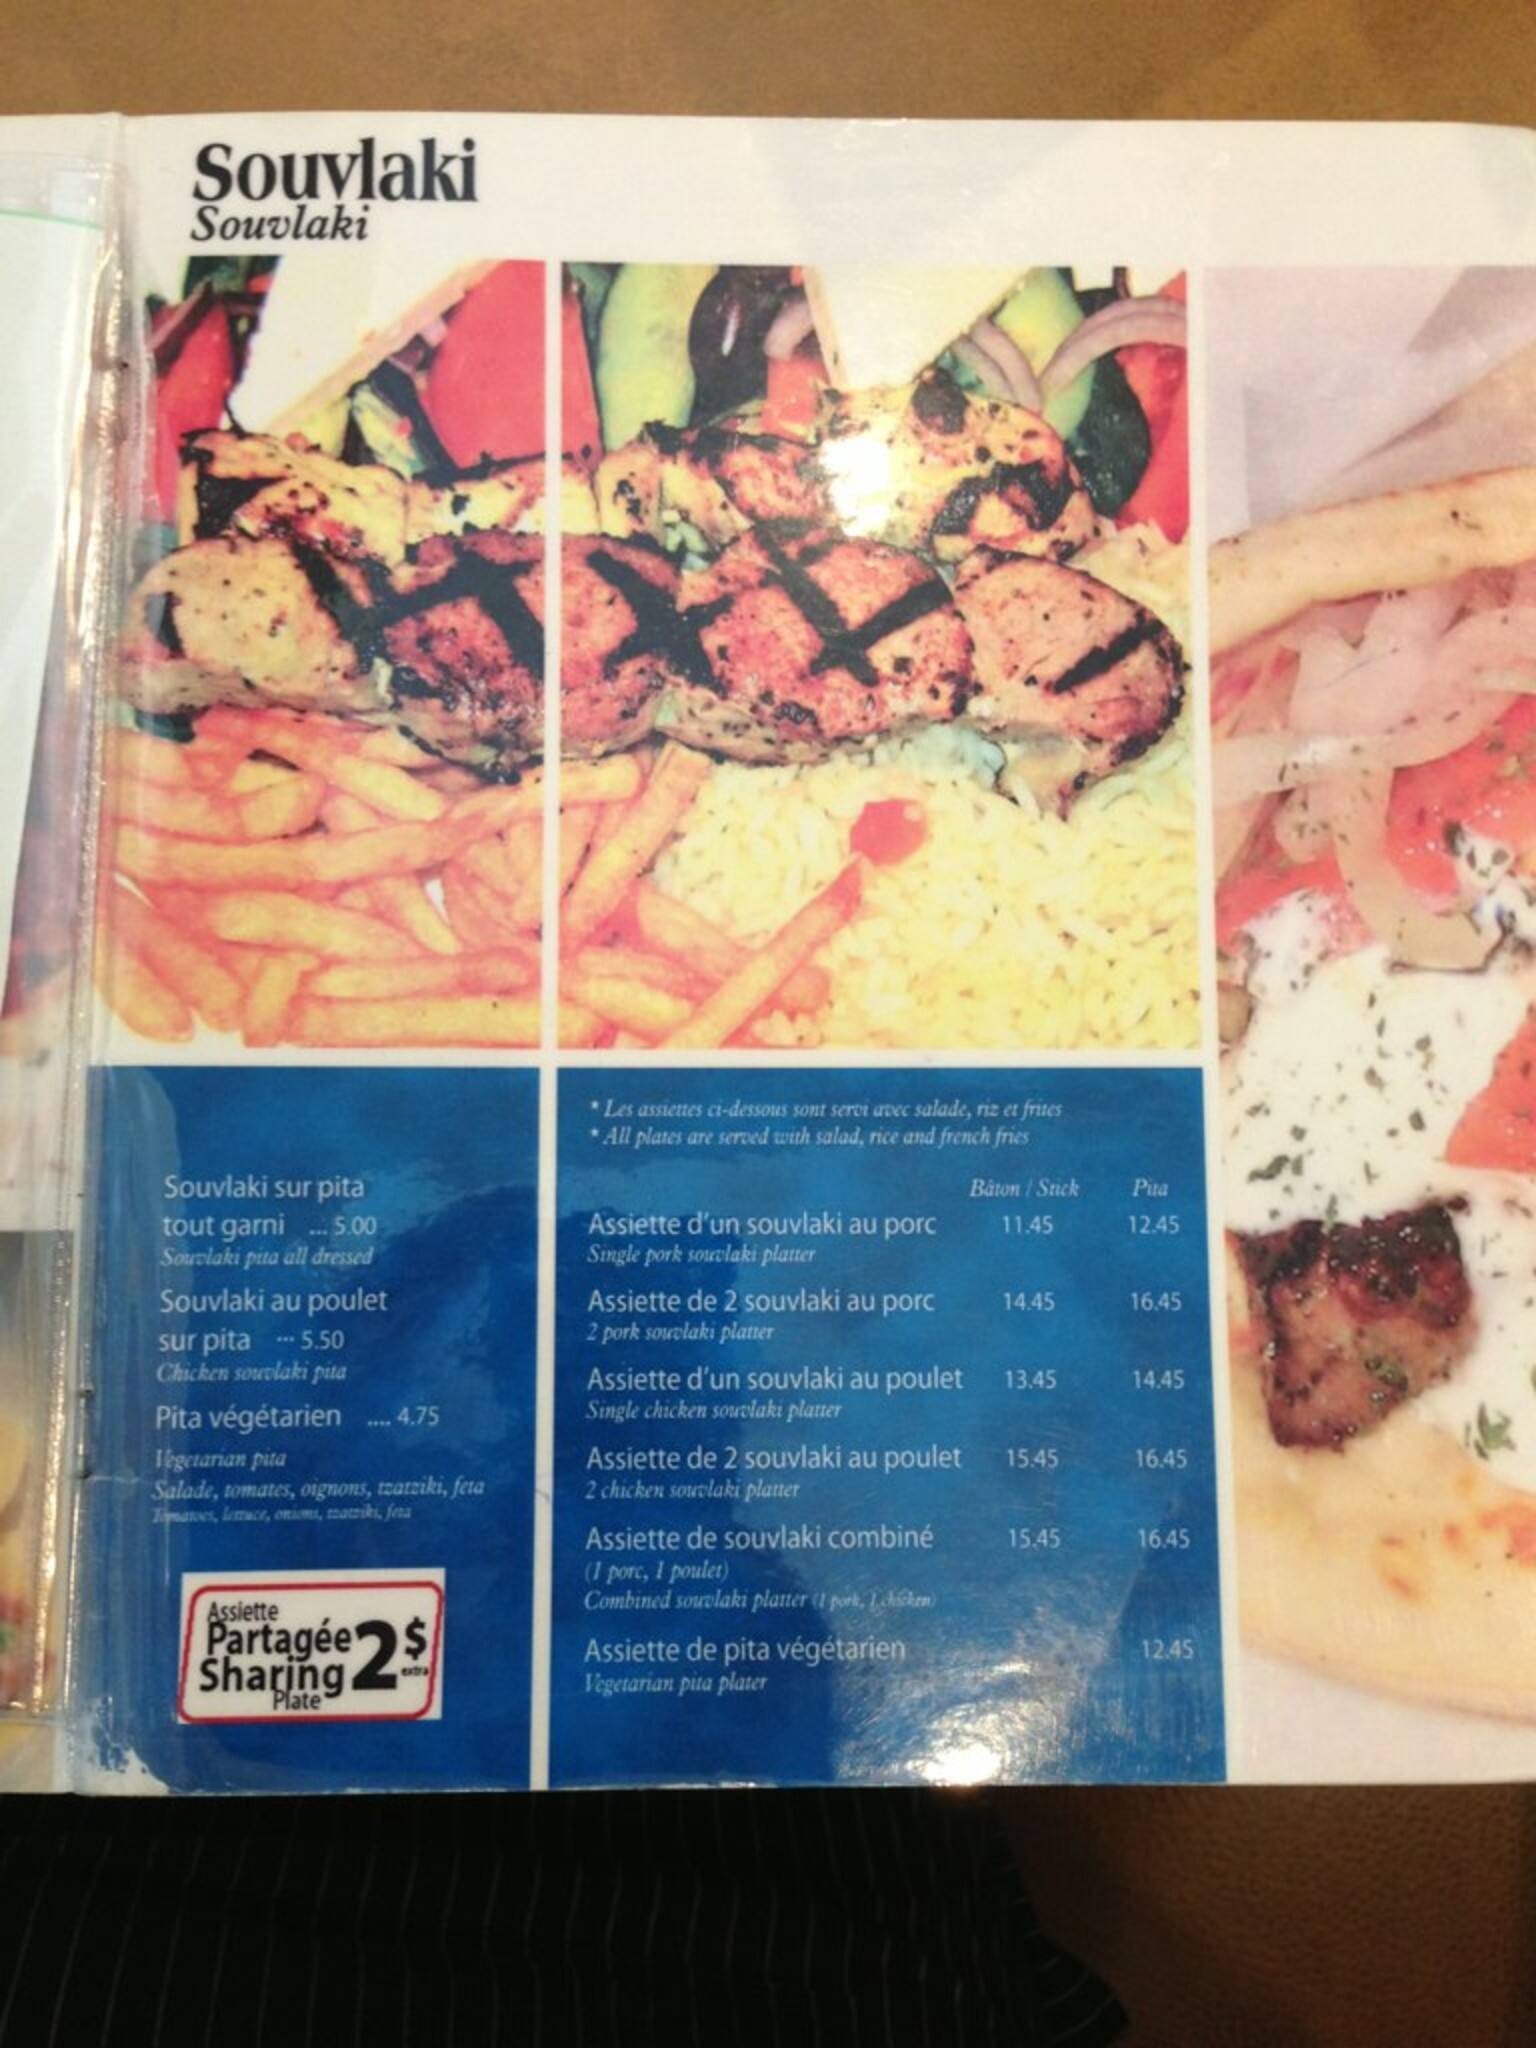 Souvlaki
Souvlaki
Souvlaki sur pita
tout garni ... 5.00
Souvlaki pita all dressed
Souvlaki au poulet
sur pita ... 5.50
Chicken souvlaki pita
Pita végétarien .... 4.75
Vegetarian pita
Salade, tomates, oignons, tzatziki, feta
Tomatoes, lettuce, onions, tzatziki, feta
Assiette
Partagée
Sharing
Plate
2$
extra
* Les assiettes ci-dessous sont servi avec salade, riz et frites
* All plates are served with salad, rice and french fries
Bâton / Stick Pita
Assiette d'un souvlaki au porc 11.45 12.45
Single pork souvlaki platter
Assiette de 2 souvlaki au porc 14.45 16.45
2 pork souvlaki platter
Assiette d'un souvlaki au poulet 13.45 14.45
Single chicken souvlaki platter
Assiette de 2 souvlaki au poulet 15.45 16.45
2 chicken souvlaki platter
Assiette de souvlaki combiné 15.45 16.45
(1 porc, 1 poulet)
Combined souvlaki platter (1 pork, 1 chicken)
Assiette de pita végétarien 12.45
Vegetarian pita plater